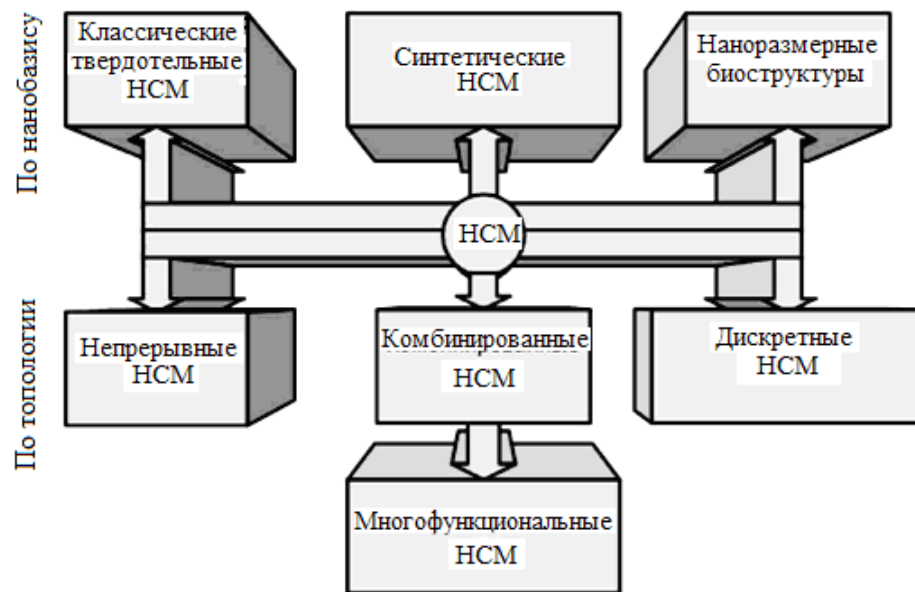 По нанобазису
Классические
твердотельные
НСМ
Синтетические
НСМ
Наноразмерные
биоструктуры
НСМ
По топологии
Непрерывные
НСМ
Комбинированные
НСМ
Дискретные
НСМ
Многофункциональные
НСМ